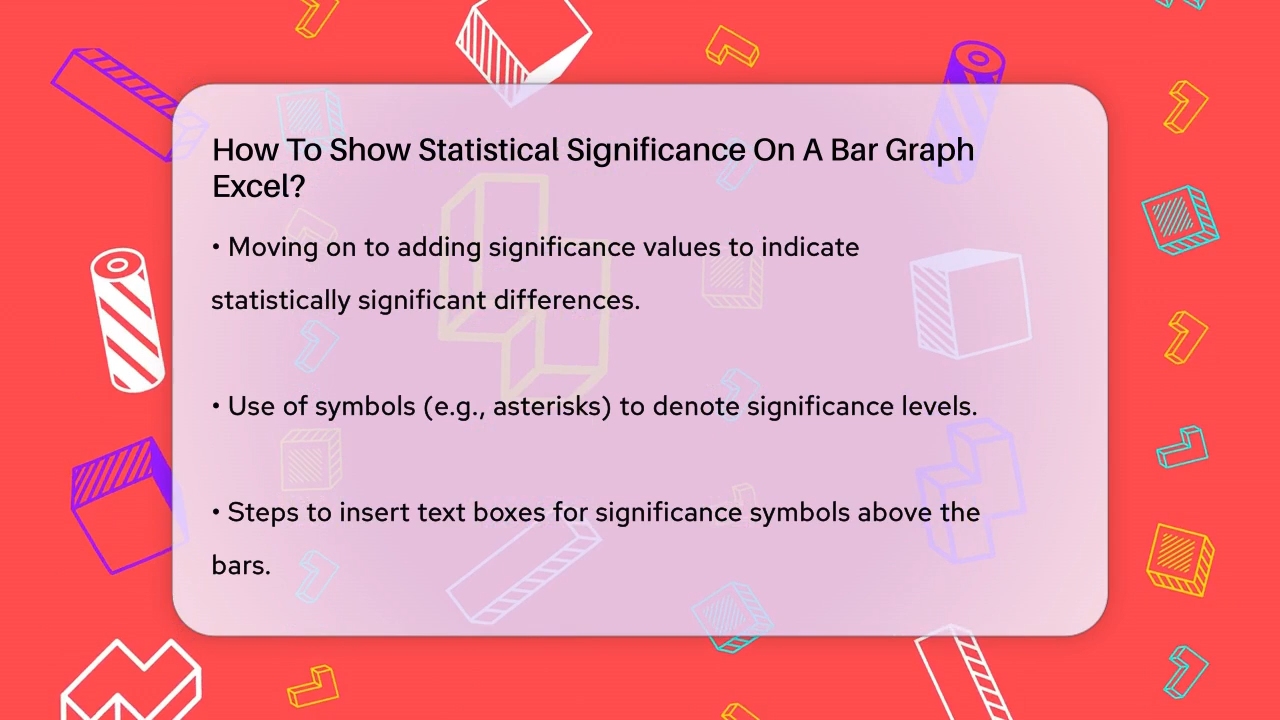 How To Show Statistical Significance On A Bar Graph
Excel?
• Moving on to adding significance values to indicate
statistically significant differences.
• Use of symbols (e.g., asterisks) to denote significance levels.
• Steps to insert text boxes for significance symbols above the
bars.